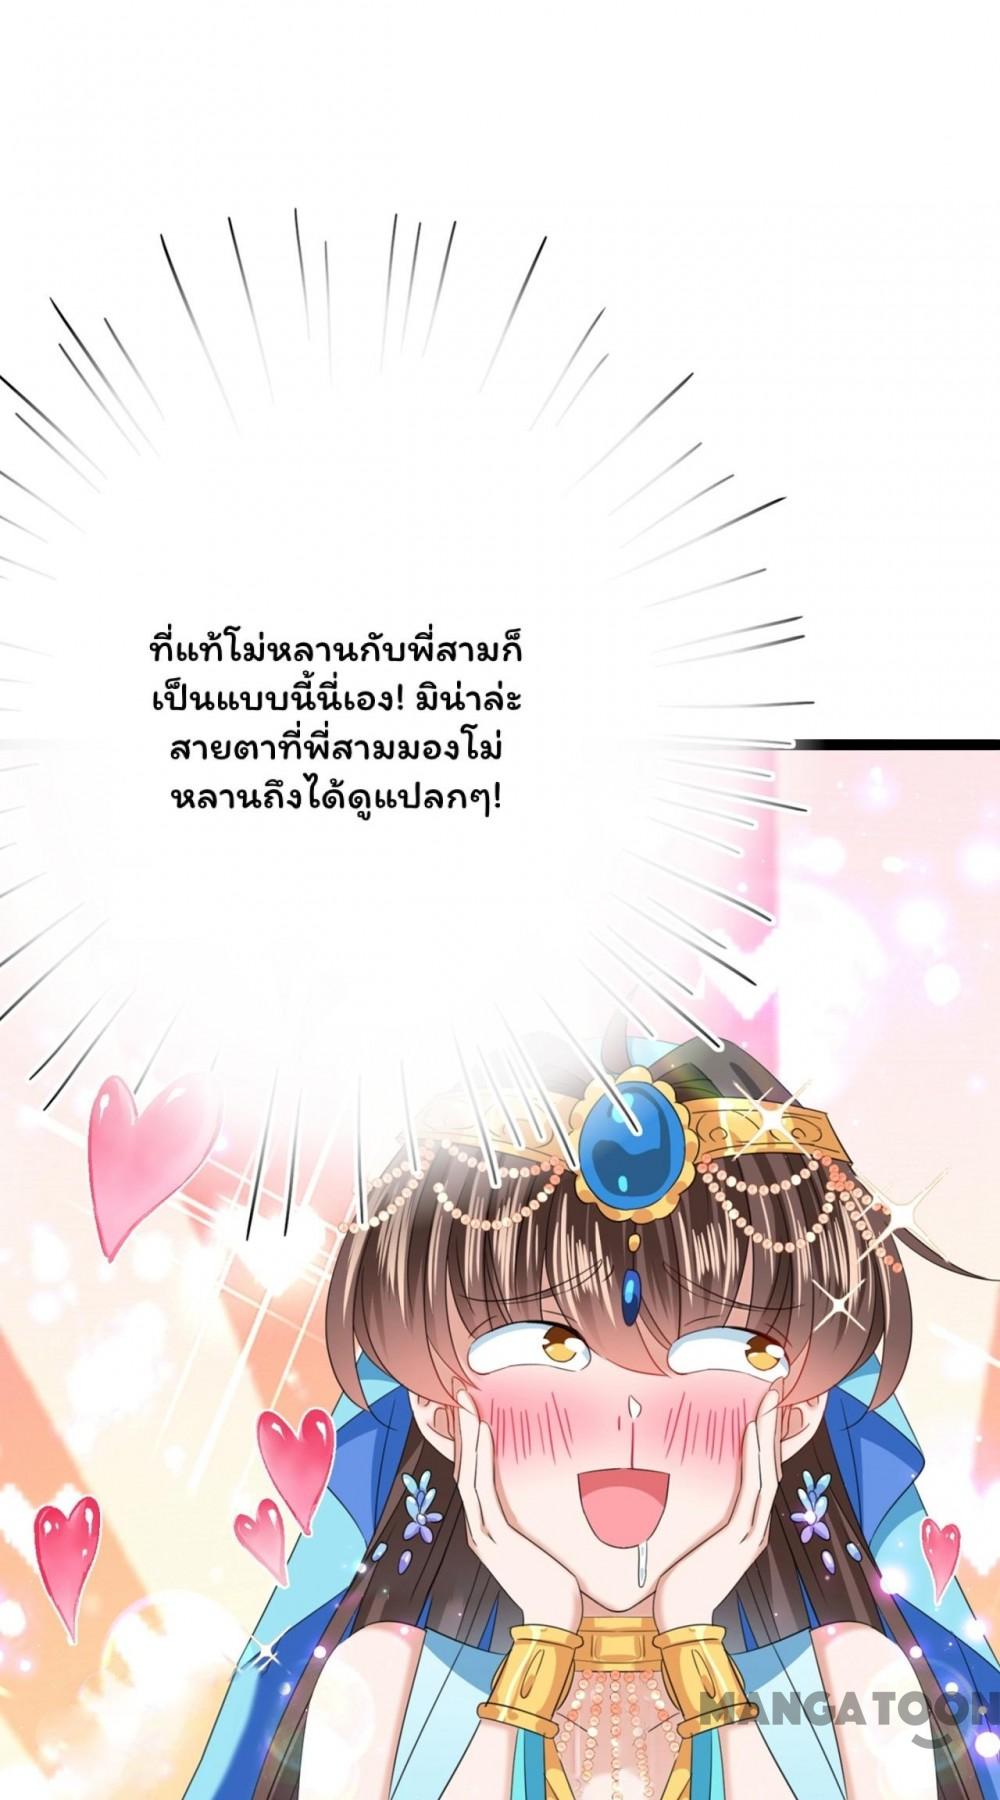 ที่แท้โม่หลานกับพี่สามก็
เป็นแบบนี้นี่เอง! มิน่าล่ะ
สายตาที่พี่สามมองโม่
หลานถึงได้ดูแปลกๆ!
MANGATOON